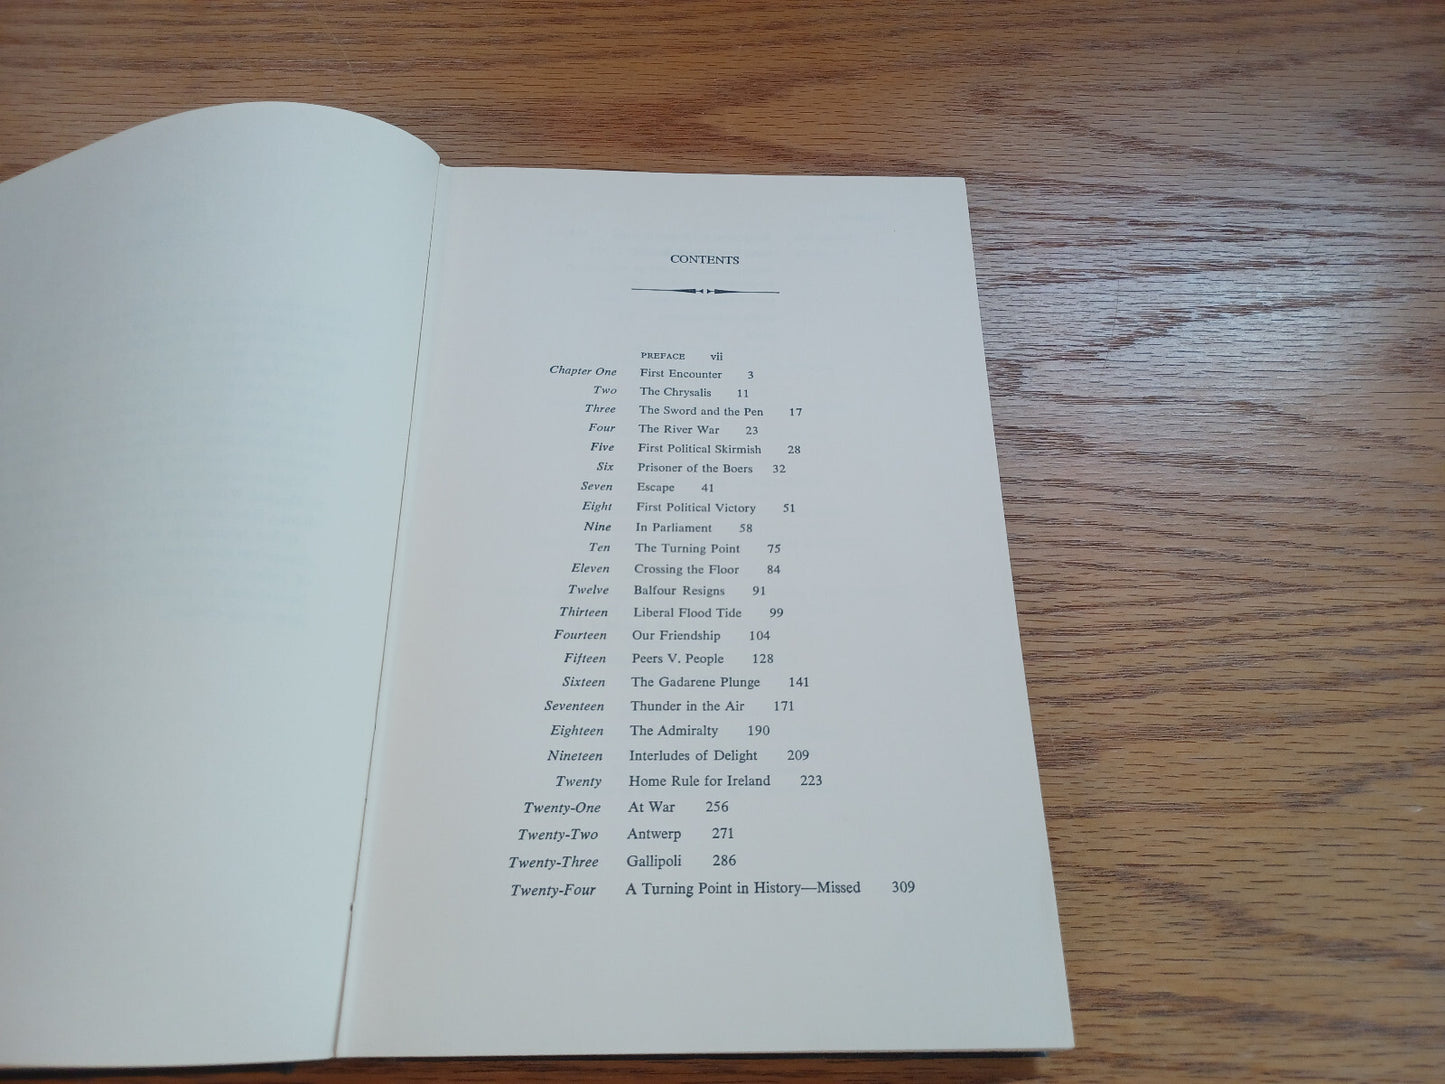 CONTENTS
PREFACE vii
Chapter One First Encounter 3
Two The Chrysalis 11
Three The Sword and the Pen 17
Four The River War 23
Five First Political Skirmish 28
Six Prisoner of the Boers 32
Seven Escape 41
Eight First Political Victory 51
Nine In Parliament 58
Ten The Turning Point 75
Eleven Crossing the Floor 84
Twelve Balfour Resigns 91
Thirteen Liberal Flood Tide 99
Fourteen Our Friendship 104
Fifteen Peers V. People 128
Sixteen The Gadarene Plunge 141
Seventeen Thunder in the Air 171
Eighteen The Admiralty 190
Nineteen Interludes of Delight 209
Twenty Home Rule for Ireland 223
Twenty-One At War 256
Twenty-Two Antwerp 271
Twenty-Three Gallipoli 286
Twenty-Four A Turning Point in History—Missed 309